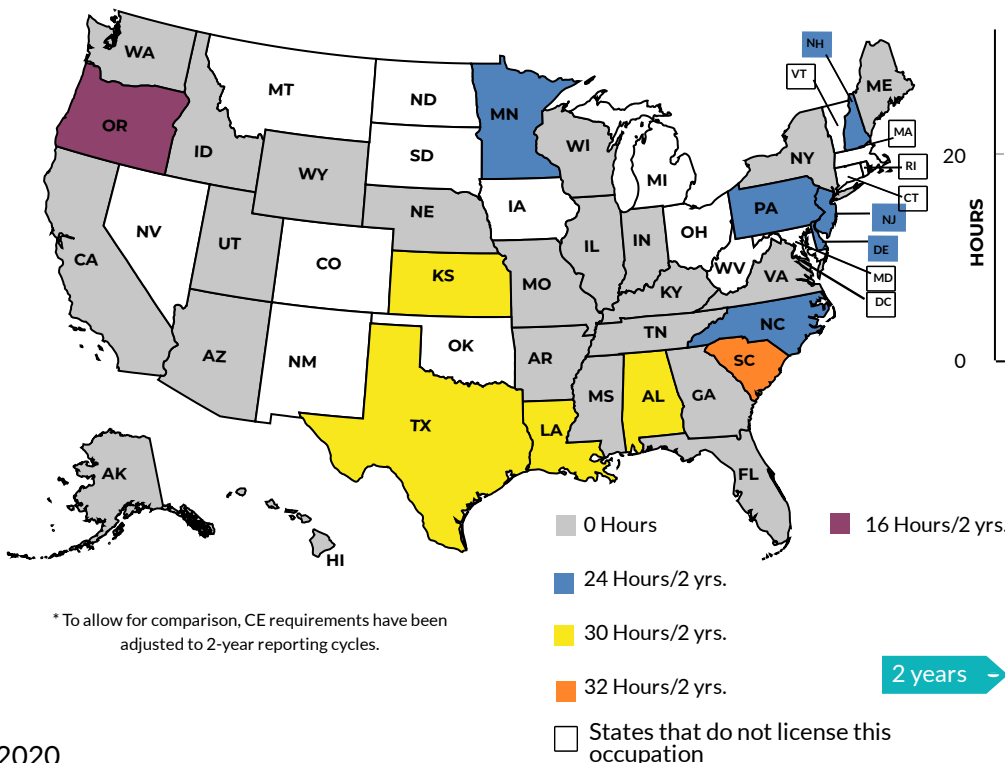 WA
MT
ND
MN
NH
VT
ME
OR
ID
SD
WI
MI
NY
MA
RI
CT
WY
NE
IA
PA
NJ
DE
MD
DC
NV
UT
CO
KS
MO
IL
IN
OH
WV
VA
KY
CA
AZ
NM
OK
AR
TN
NC
SC
TX
LA
MS
AL
GA
FL
AK
HI
20
HOURS
0
0 Hours
16 Hours/2 yrs.
24 Hours/2 yrs.
30 Hours/2 yrs.
32 Hours/2 yrs.
States that do not license this
occupation
* To allow for comparison, CE requirements have been
adjusted to 2-year reporting cycles.
2 years
2020